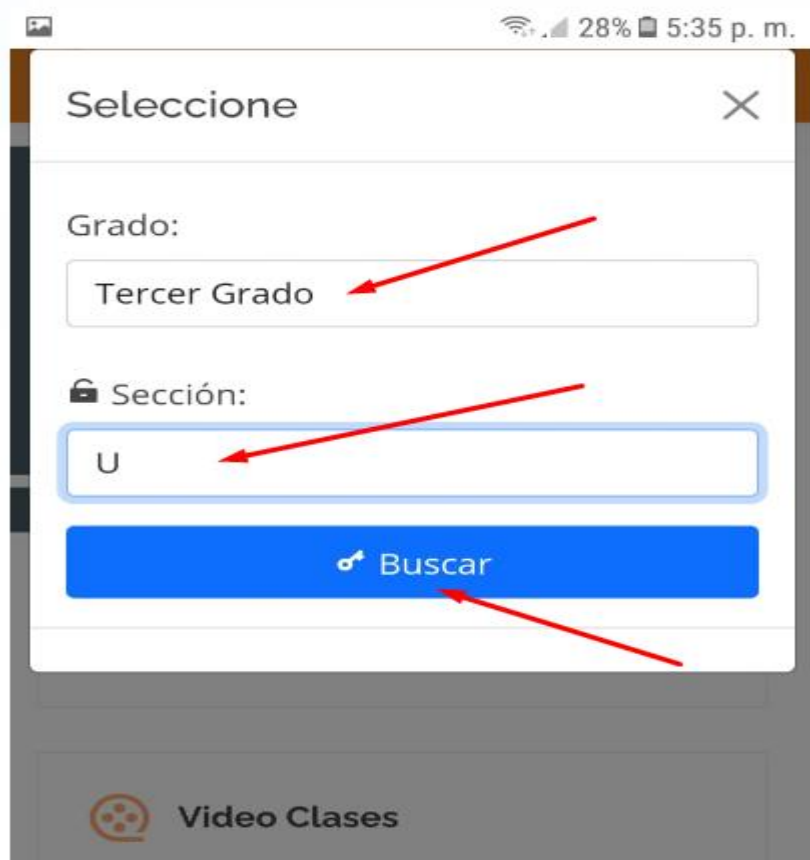 28% 5:35 p. m.
Seleccione
Grado:
Tercer Grado
Sección:
U
Buscar
Video Clases